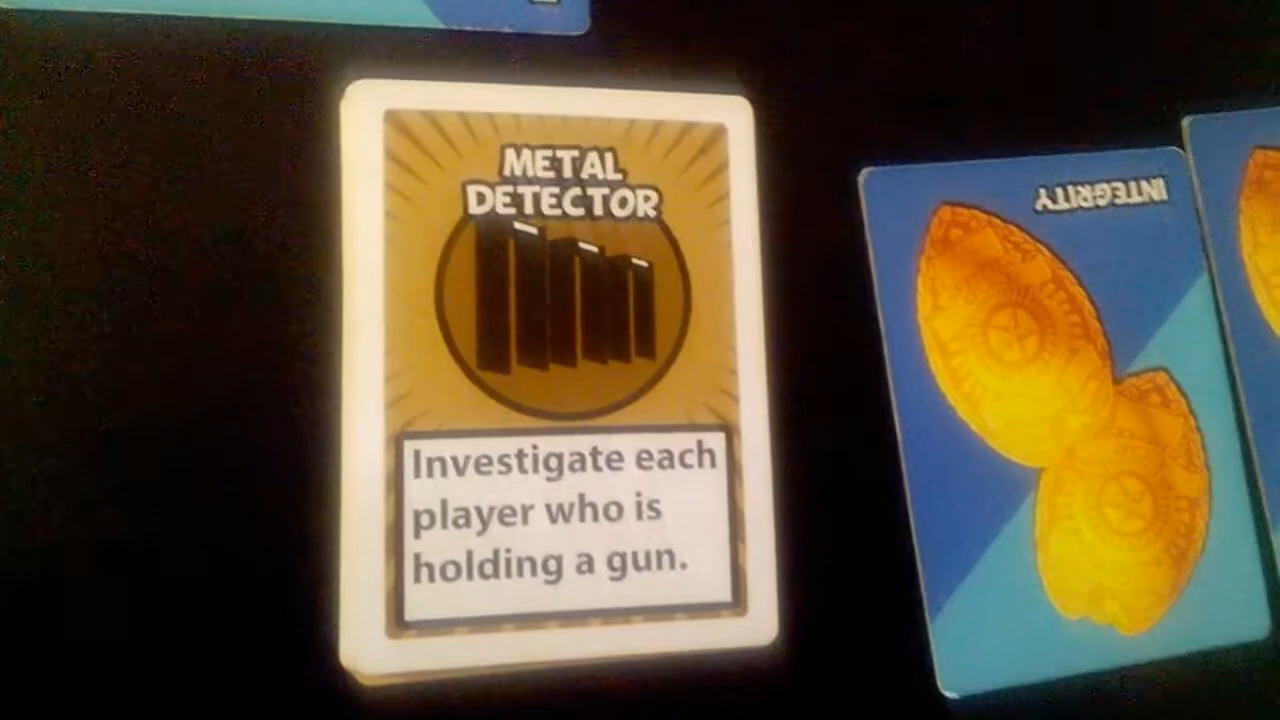 METAL
DETECTOR
Investigate each
player who is
holding a gun.
INTEGRITY